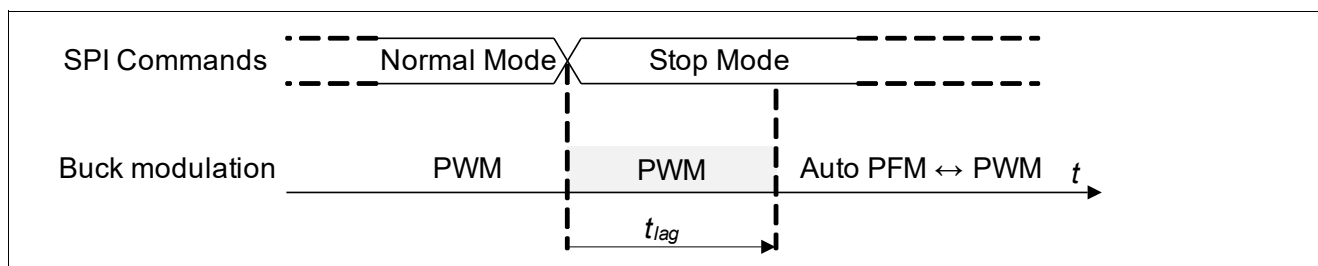 SPI Commands Normal Mode Stop Mode
Buck modulation PWM PWM Auto PFM ↔ PWM t
tlag